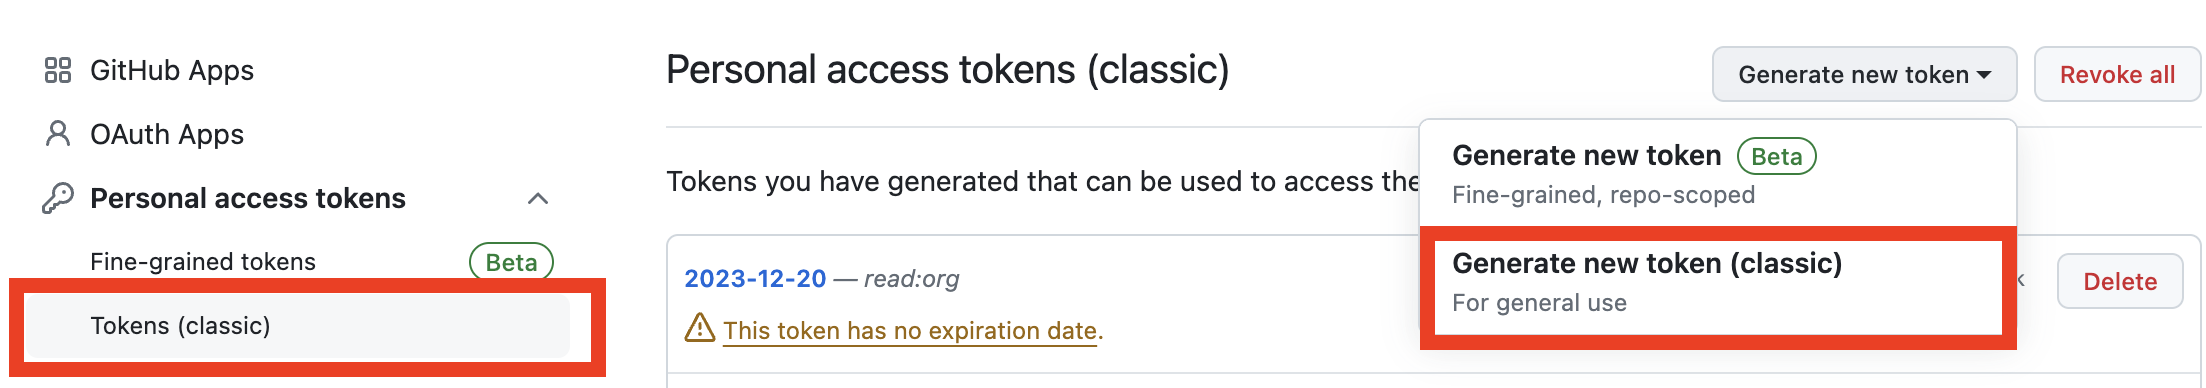 GitHub Apps
OAuth Apps
Personal access tokens
Fine-grained tokens Beta
Tokens (classic)
Personal access tokens (classic)
Generate new token
Revoke all
Generate new token Beta
Fine-grained, repo-scoped
Generate new token (classic)
For general use
Tokens you have generated that can be used to access the
2023-12-20 — read:org
Delete
This token has no expiration date.